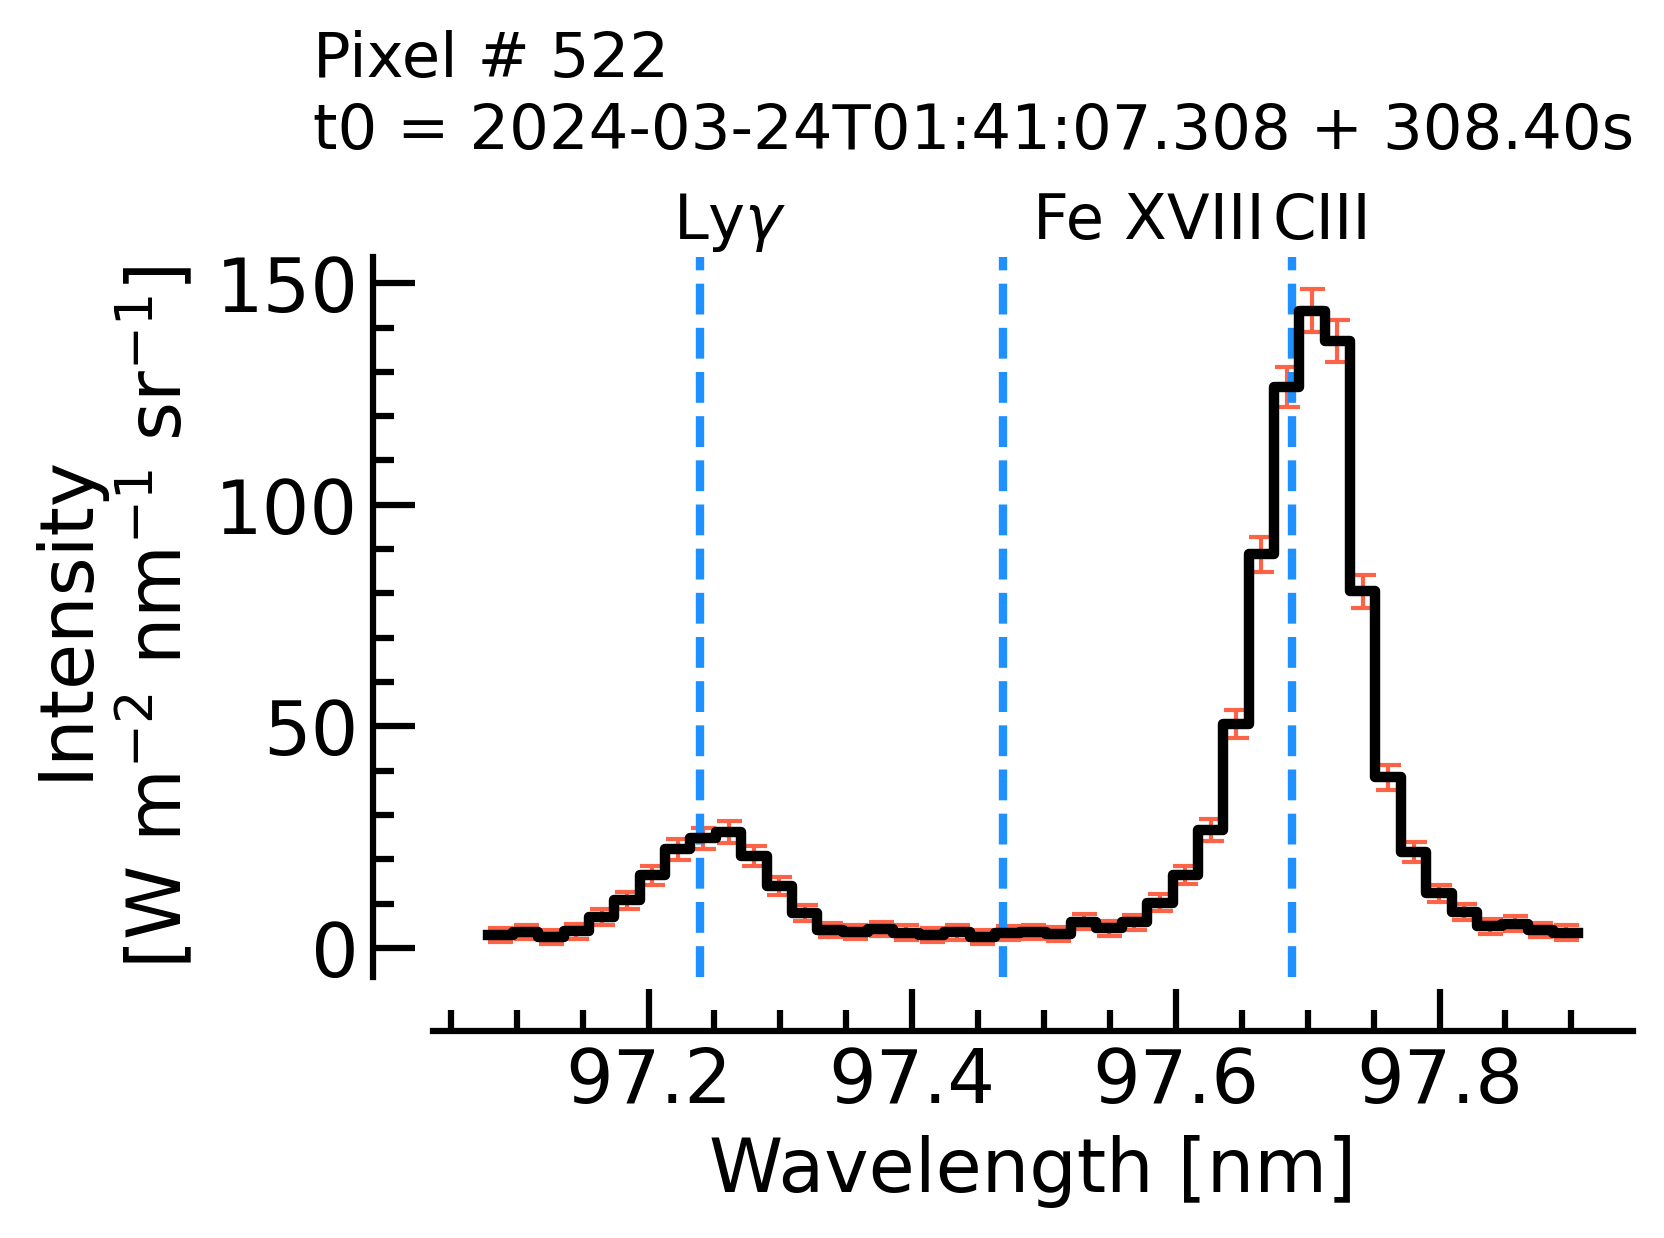 Pixel # 522
t0 = 2024-03-24T01:41:07.308 + 308.40s
Lyγ Fe XVIII CIII
Intensity
[W m⁻² nm⁻¹ sr⁻¹]
150
100
50
0
97.2 97.4 97.6 97.8
Wavelength [nm]